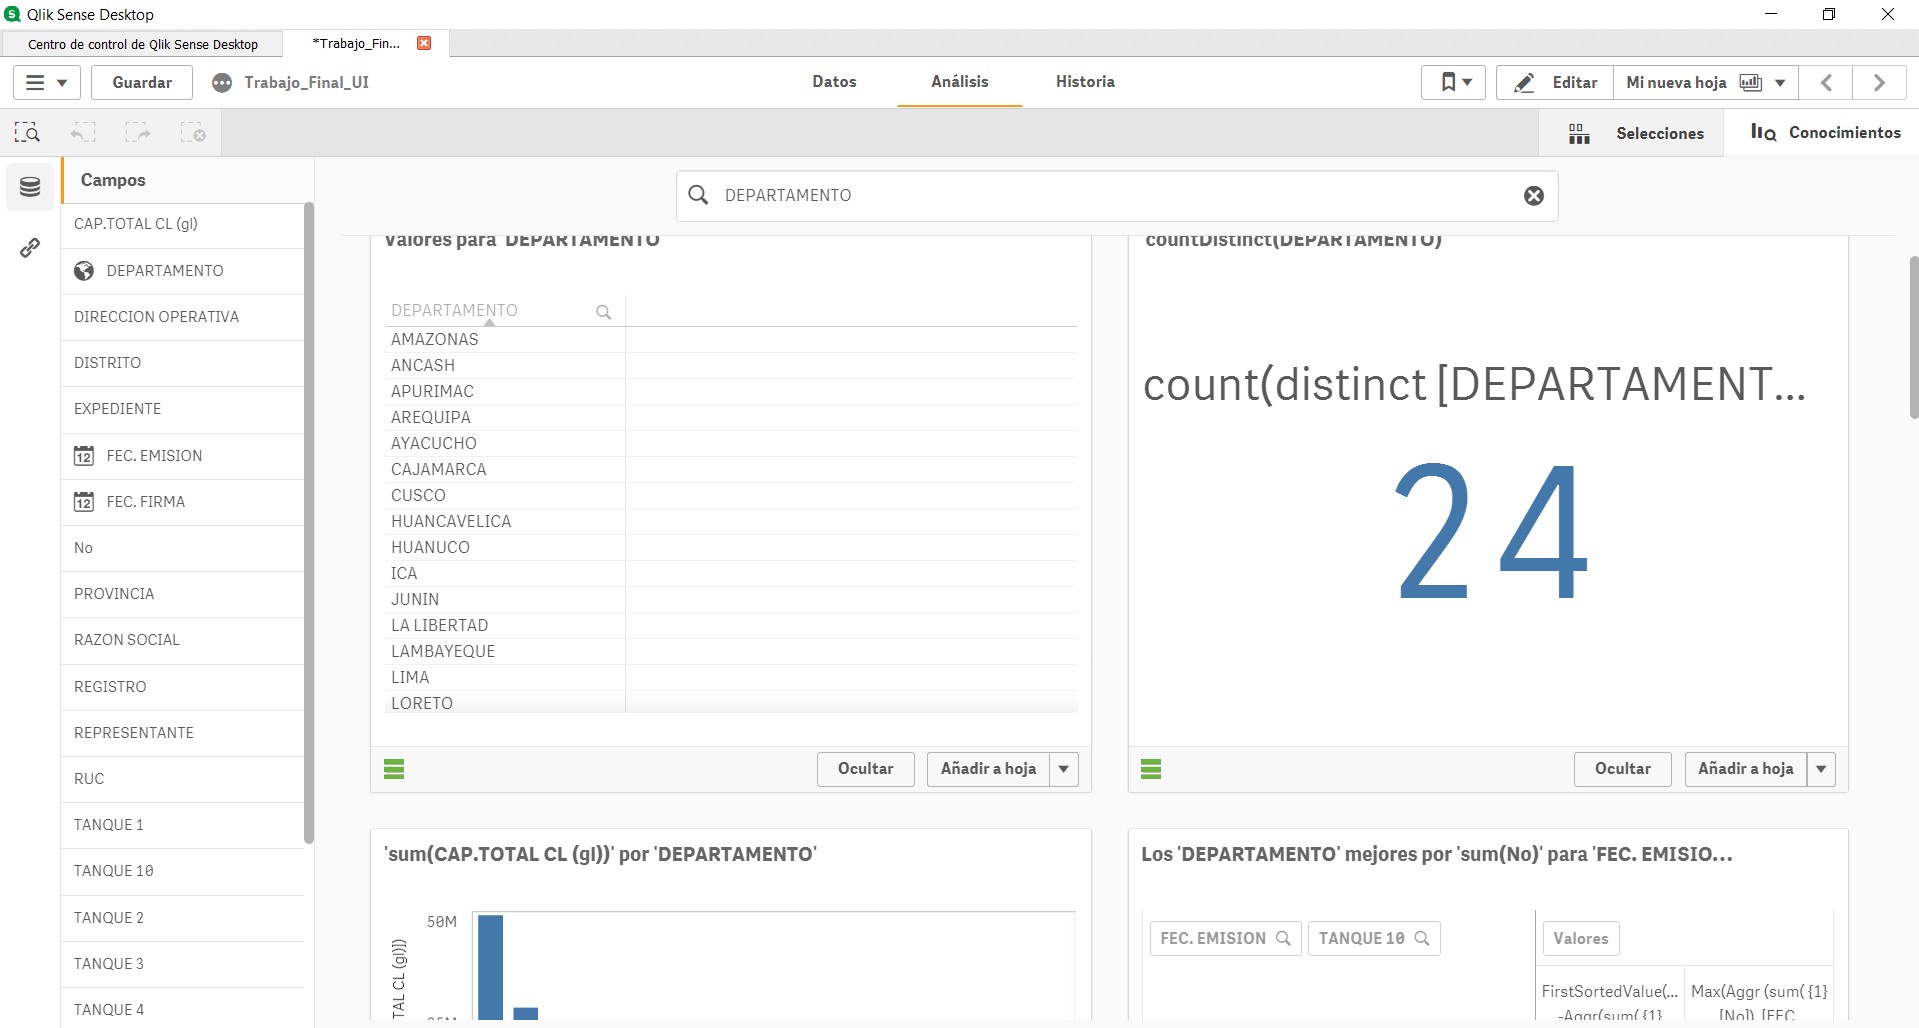 Qlik Sense Desktop
Centro de control de Qlik Sense Desktop
*Trabajo_Fin...
Guardar
Trabajo_Final_UI
Datos
Análisis
Historia
Editar
Mi nueva hoja
Selecciones
Conocimientos
Campos
CAP.TOTAL CL (gl)
DEPARTAMENTO
DIRECCION OPERATIVA
DISTRITO
EXPEDIENTE
12 FEC. EMISION
12 FEC. FIRMA
No
PROVINCIA
RAZON SOCIAL
REGISTRO
REPRESENTANTE
RUC
TANQUE 1
TANQUE 10
TANQUE 2
TANQUE 3
TANQUE 4
DEPARTAMENTO
Valores para 'DEPARTAMENTO'
DEPARTAMENTO
AMAZONAS
ANCASH
APURIMAC
AREQUIPA
AYACUCHO
CAJAMARCA
CUSCO
HUANCAVELICA
HUANUCO
ICA
JUNIN
LA LIBERTAD
LAMBAYEQUE
LIMA
LORETO
Ocultar
Añadir a hoja
countDistinct(DEPARTAMENTO)
count(distinct [DEPARTAMENT...
24
Ocultar
Añadir a hoja
'sum(CAP.TOTAL CL (gl))' por 'DEPARTAMENTO'
50M
TAL CL (gl)])
Los 'DEPARTAMENTO' mejores por 'sum(No)' para 'FEC. EMISIO...
FEC. EMISION
TANQUE 10
Valores
FirstSortedValue(...
-Aggr(sum( {1}
Max(Aggr (sum( {1}
[No]), [FEC.